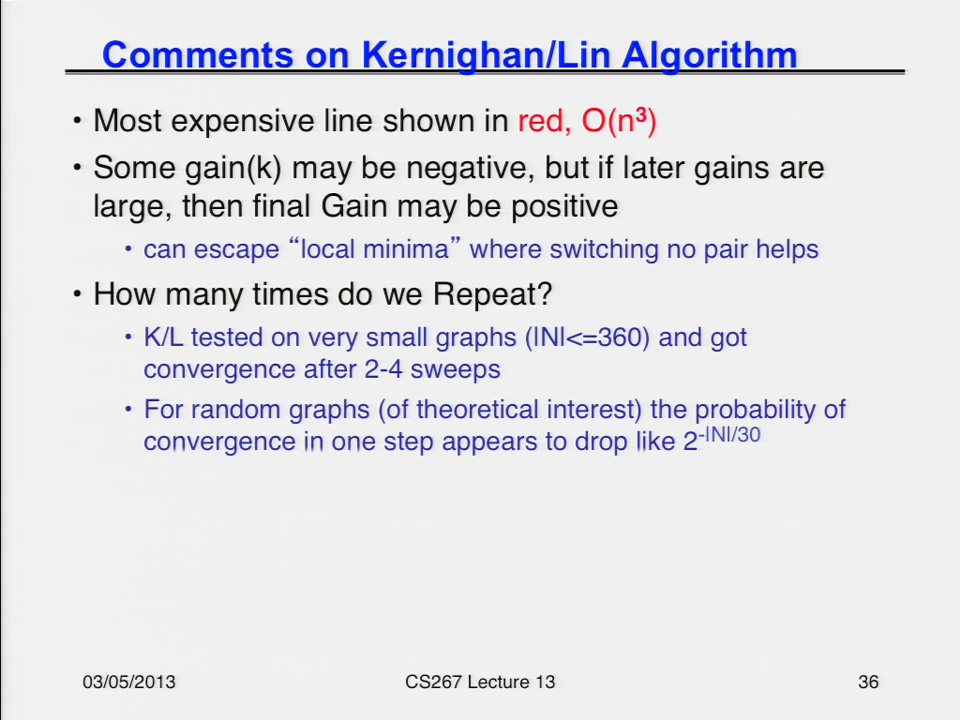 Comments on Kernighan/Lin Algorithm
• Most expensive line shown in red, O(n³)
• Some gain(k) may be negative, but if later gains are
large, then final Gain may be positive
• can escape “local minima” where switching no pair helps
• How many times do we Repeat?
• K/L tested on very small graphs (|N|<=360) and got
convergence after 2-4 sweeps
• For random graphs (of theoretical interest) the probability of
convergence in one step appears to drop like 2^-|N|/30
03/05/2013
CS267 Lecture 13
36